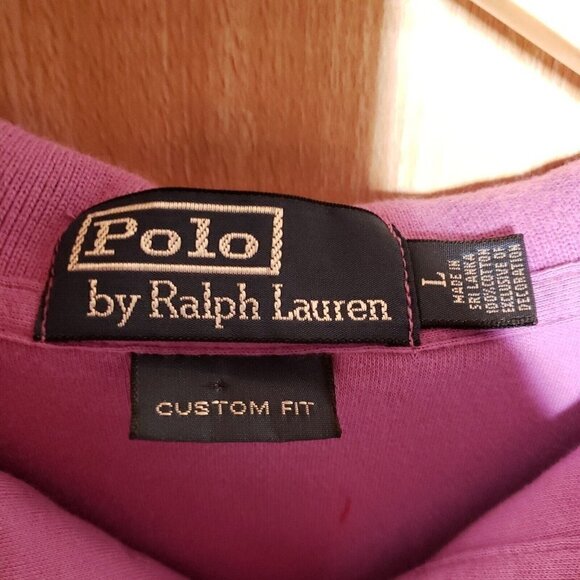 Polo
by Ralph Lauren
L
MADE IN
SRI LANKA
100% COTTON
EXCLUSIVE OF
DECORATION
CUSTOM FIT